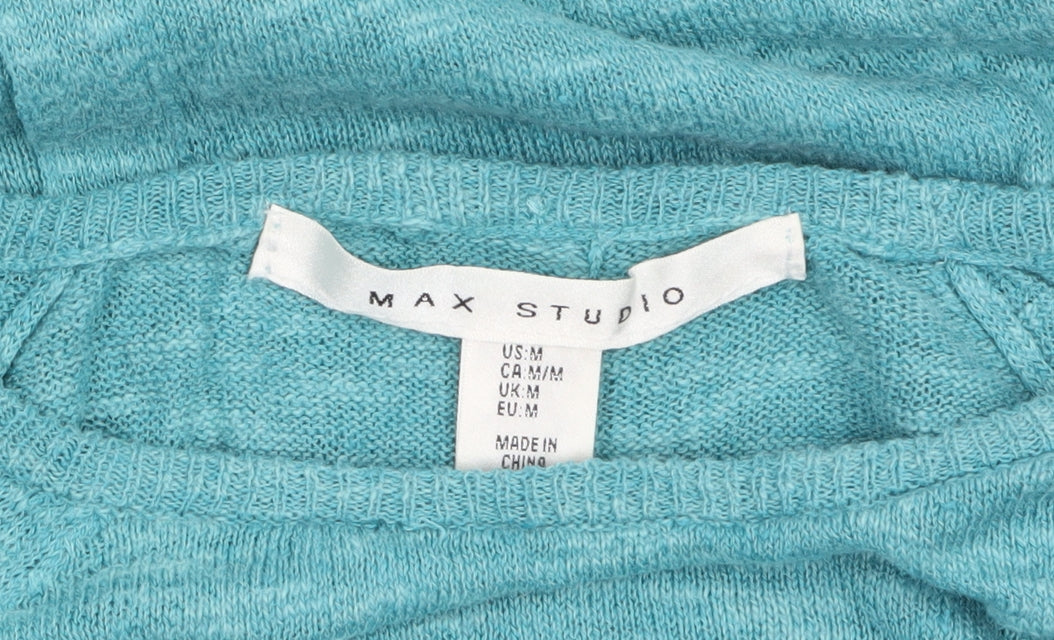 MAX STUDIO
US:M
CA:M/M
UK:M
EU:M
MADE IN
CHINA